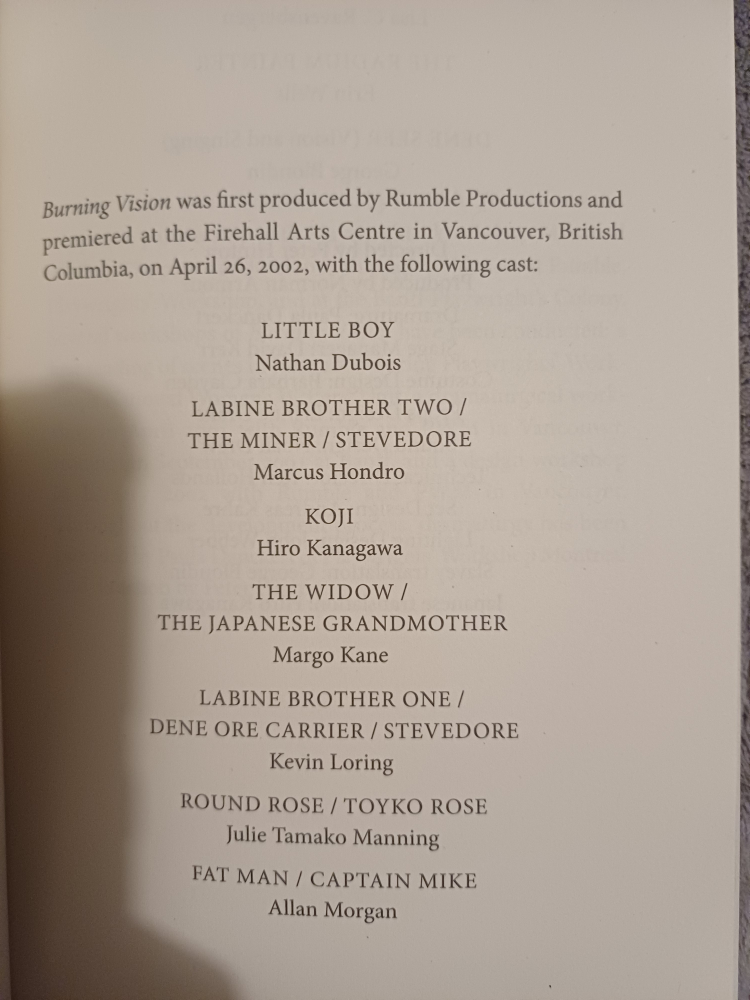 Burning Vision was first produced by Rumble Productions and
premiered at the Firehall Arts Centre in Vancouver, British
Columbia, on April 26, 2002, with the following cast:
LITTLE BOY
Nathan Dubois
LABINE BROTHER TWO /
THE MINER / STEVEDORE
Marcus Hondro
KOJI
Hiro Kanagawa
THE WIDOW /
THE JAPANESE GRANDMOTHER
Margo Kane
LABINE BROTHER ONE /
DENE ORE CARRIER / STEVEDORE
Kevin Loring
ROUND ROSE / TOYKO ROSE
Julie Tamako Manning
FAT MAN / CAPTAIN MIKE
Allan Morgan